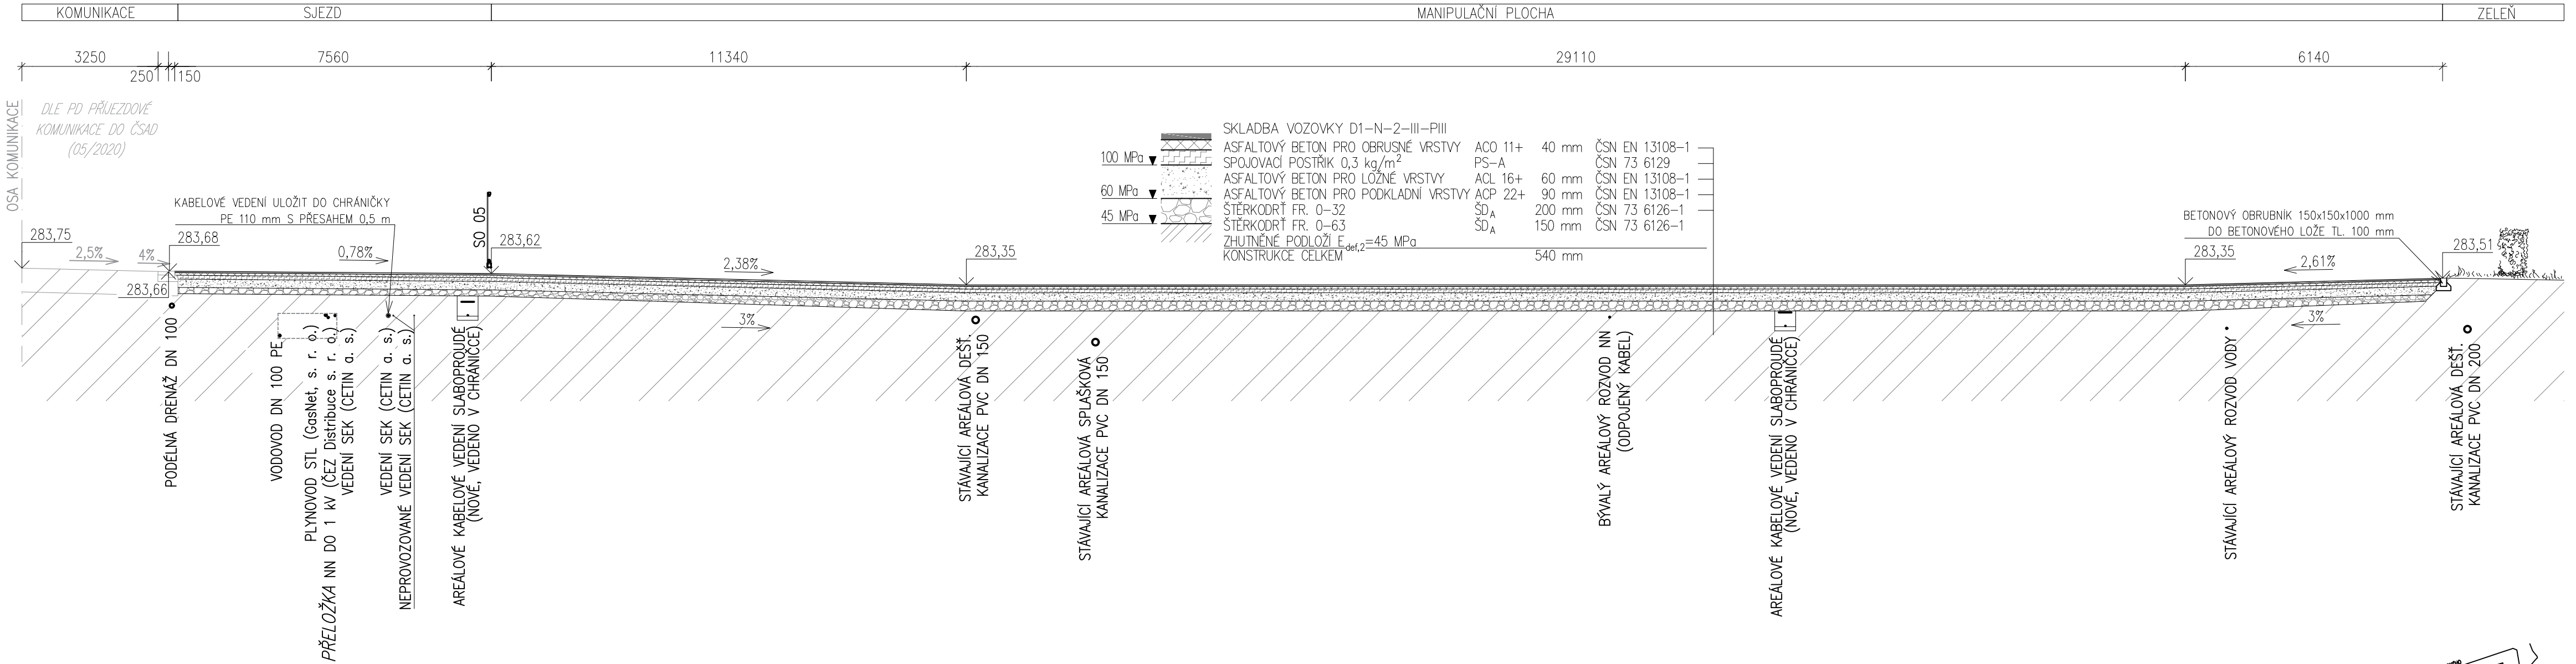 KOMUNIKACE
SJEZD
MANIPULAČNÍ PLOCHA
ZELEŇ
3250
250
150
7560
11340
29110
6140
OSA KOMUNIKACE
DLE PD PŘÍJEZDOVÉ
KOMUNIKACE DO ČSAD
(05/2020)
KABELOVÉ VEDENÍ ULOŽIT DO CHRÁNIČKY
PE 110 mm S PŘESAHEM 0,5 m
SO 05
283,75
2,5%
4%
283,68
283,66
0,78%
283,62
2,38%
3%
283,35
SKLADBA VOZOVKY D1-N-2-III-PIII
ASFALTOVÝ BETON PRO OBRUSNÉ VRSTVY ACO 11+ 40 mm ČSN EN 13108-1
SPOJOVACÍ POSTŘIK 0,3 kg/m² PS-A ČSN 73 6129
ASFALTOVÝ BETON PRO LOŽNÉ VRSTVY ACL 16+ 60 mm ČSN EN 13108-1
ASFALTOVÝ BETON PRO PODKLADNÍ VRSTVY ACP 22+ 90 mm ČSN EN 13108-1
ŠTĚRKODRŤ FR. 0-32 ŠDA 200 mm ČSN 73 6126-1
ŠTĚRKODRŤ FR. 0-63 ŠDA 150 mm ČSN 73 6126-1
ZHUTNĚNÉ PODLOŽÍ Edef,2=45 MPa
KONSTRUKCE CELKEM 540 mm
100 MPa
60 MPa
45 MPa
BETONOVÝ OBRUBNÍK 150x150x1000 mm
DO BETONOVÉHO LOŽE TL. 100 mm
283,35
2,61%
283,51
3%
PODÉLNÁ DRENÁŽ DN 100
VODOVOD DN 100 PE
PLYNOVOD STL (GasNet, s. r. o.)
PŘELOŽKA NN DO 1 kV (ČEZ Distribuce s. r. o.)
VEDENÍ SEK (CETIN a. s.)
VEDENÍ SEK (CETIN a. s.)
NEPROVOZOVANÉ VEDENÍ SEK (CETIN a. s.)
AREÁLOVÉ KABELOVÉ VEDENÍ SLABOPROUDÉ
(NOVÉ, VEDENO V CHRÁNIČCE)
STÁVAJÍCÍ AREÁLOVÁ DEŠŤ.
KANALIZACE PVC DN 150
STÁVAJÍCÍ AREÁLOVÁ SPLAŠKOVÁ
KANALIZACE PVC DN 150
BÝVALÝ AREÁLOVÝ ROZVOD NN
(ODPOJENÝ KABEL)
AREÁLOVÉ KABELOVÉ VEDENÍ SLABOPROUDÉ
(NOVÉ, VEDENO V CHRÁNIČCE)
STÁVAJÍCÍ AREÁLOVÝ ROZVOD VODY
STÁVAJÍCÍ AREÁLOVÁ DEŠŤ.
KANALIZACE PVC DN 200